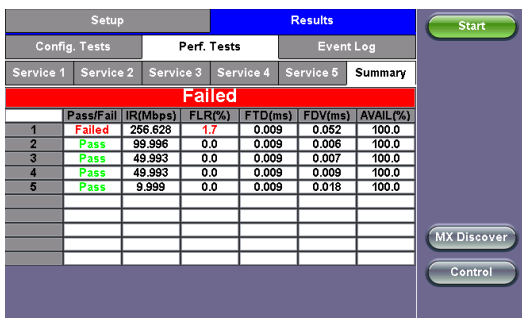 Setup Results Start
Config. Tests Perf. Tests Event Log
Service 1 Service 2 Service 3 Service 4 Service 5 Summary
Failed
Pass/Fail IR(Mbps) FLR(%) FTD(ms) FDV(ms) AVAIL(%)
1 Failed 256.628 1.7 0.009 0.052 100.0
2 Pass 99.996 0.0 0.009 0.006 100.0
3 Pass 49.993 0.0 0.009 0.007 100.0
4 Pass 49.993 0.0 0.009 0.009 100.0
5 Pass 9.999 0.0 0.009 0.018 100.0
MX Discover
Control